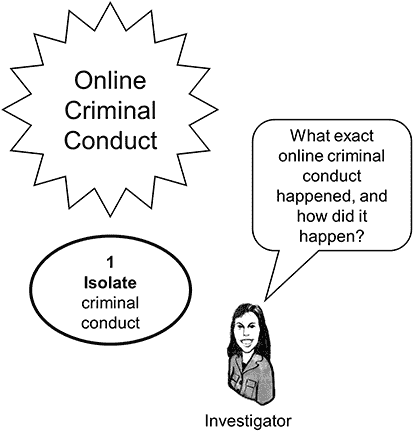 Online
Criminal
Conduct
What exact
online criminal
conduct
happened, and
how did it
happen?
1
Isolate
criminal
conduct
Investigator